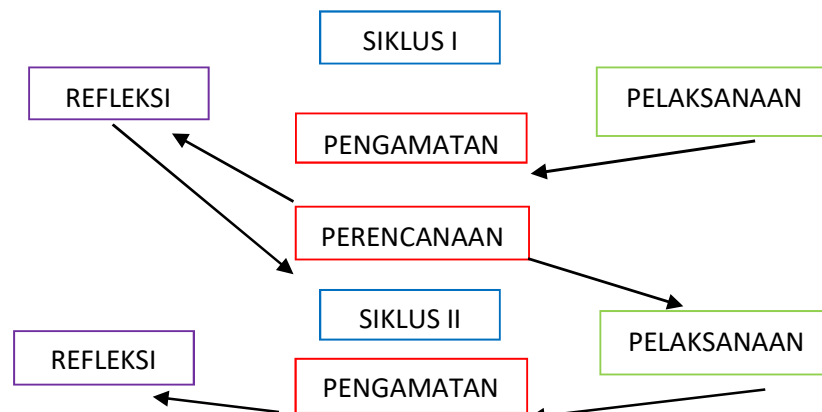 SIKLUS I
REFLEKSI
PELAKSANAAN
PENGAMATAN
PERENCANAAN
SIKLUS II
PELAKSANAAN
REFLEKSI
PENGAMATAN